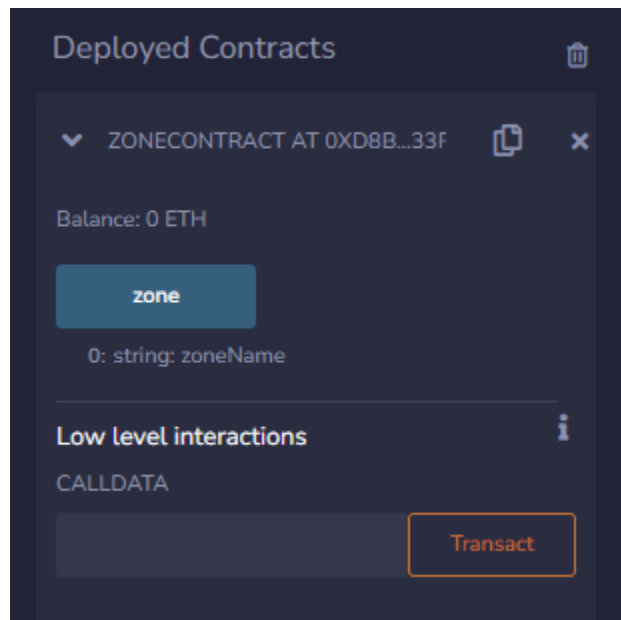 Deployed Contracts
ZONECONTRACT AT 0XD8B...33F
Balance: 0 ETH
zone
0: string: zoneName
Low level interactions
CALLDATA
Transact